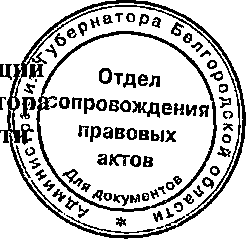 Администрация Губернатора Белгородской области
Отдел
сопровождения
правовых
актов
Для документов